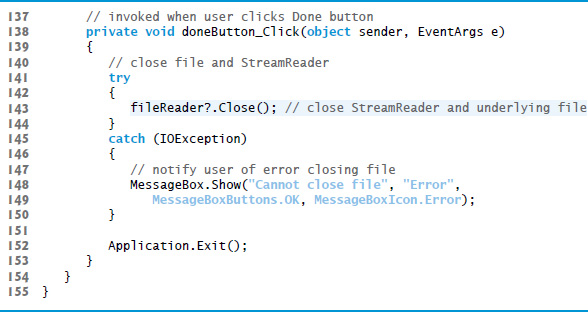 137 // invoked when user clicks Done button
138 private void doneButton_Click(object sender, EventArgs e)
139 {
140 // close file and StreamReader
141 try
142 {
143 fileReader?.Close(); // close StreamReader and underlying file
144 }
145 catch (IOException)
146 {
147 // notify user of error closing file
148 MessageBox.Show("Cannot close file", "Error",
149 MessageBoxButtons.OK, MessageBoxIcon.Error);
150 }
151
152 Application.Exit();
153 }
154 }
155 }